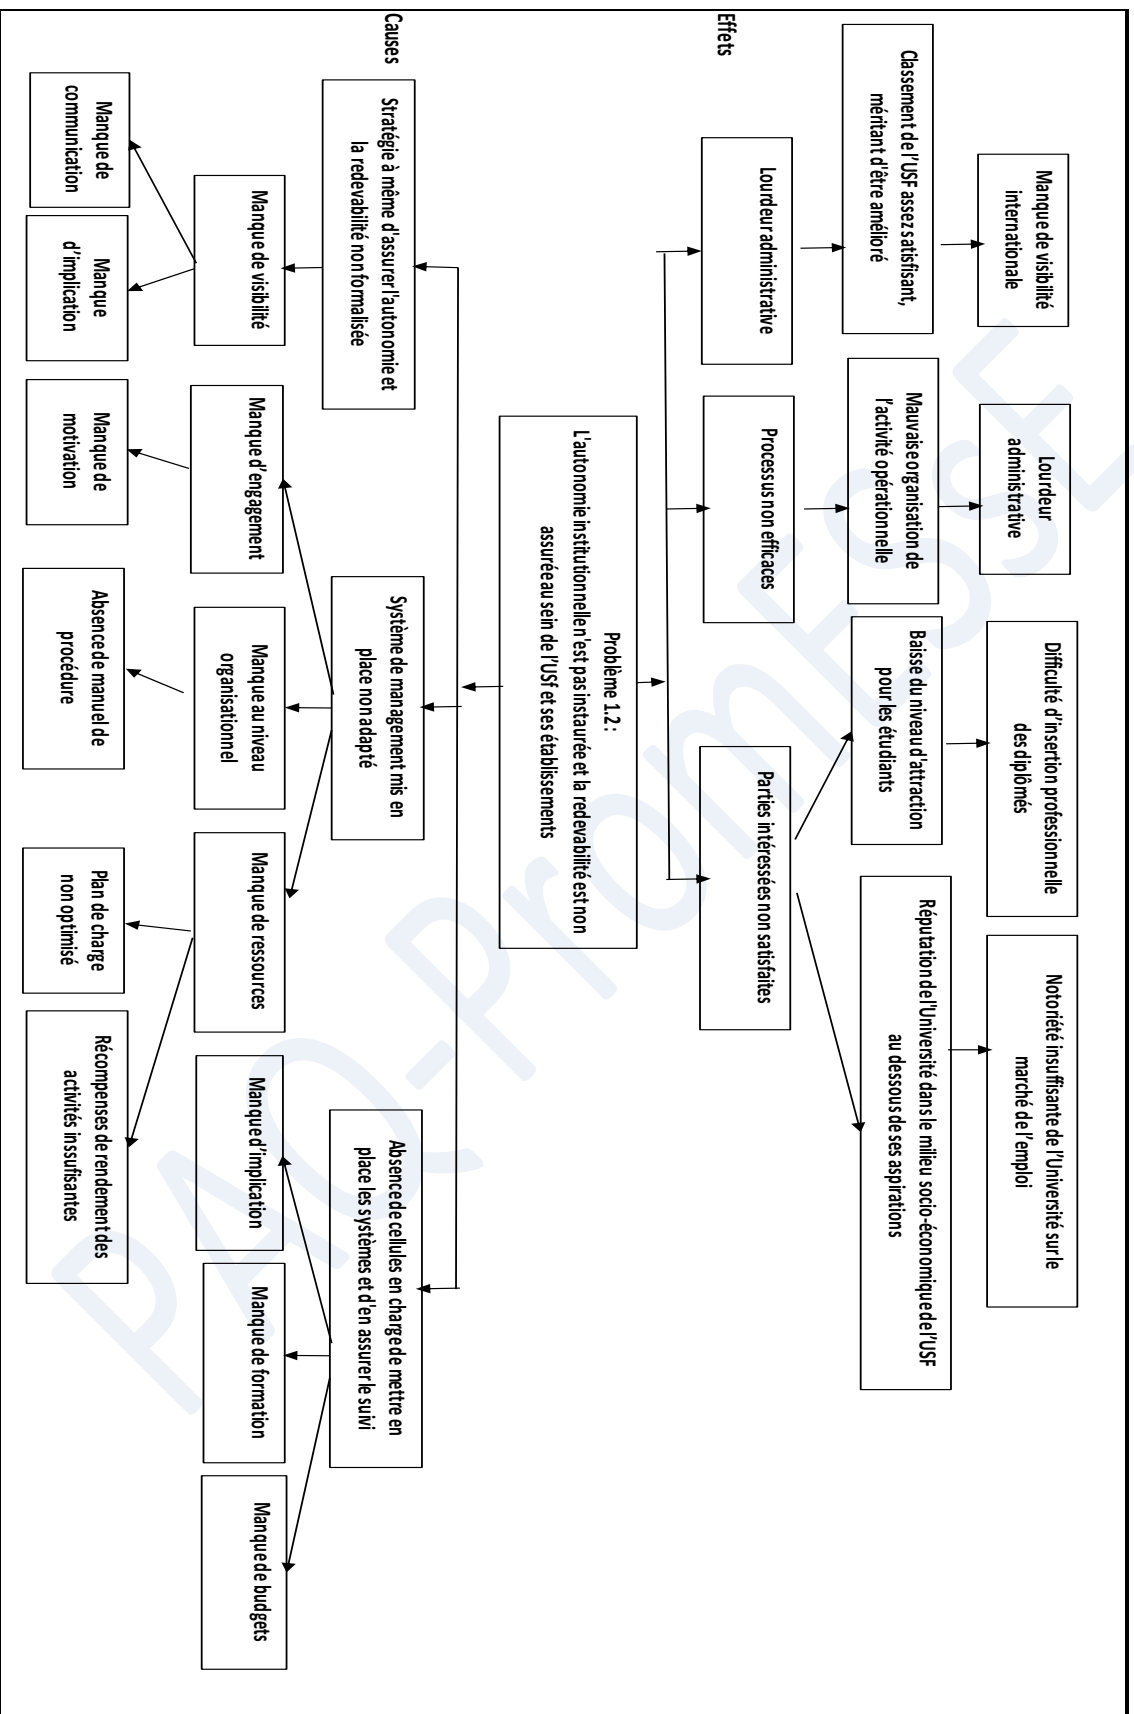 Effets
Manque de visibilité
internationale
Lourdeur
administrative
Difficulté d'insertion professionnelle
des diplômés
Notoriété insuffisante de l'Université sur le
marché de l'emploi
Classement de l'USF assez satisfisant,
méritant d'être amélioré
Mauvaise organisation de
l'activité opérationnelle
Baisse du niveau d'attraction
pour les étudiants
Réputation de l'Université dans le milieu socio-économique de l'USF
au dessous de ses aspirations
Lourdeur administrative
Processus non efficaces
Parties intéressées non satisfaites
Problème 1.2 :
L'autonomie institutionnelle n'est pas instaurée et la redevabilité est non
assurée au sein de l'USf et ses établissements
Causes
Stratégie à même d'assurer l'autonomie et
la redevabilité non formalisée
Système de management mis en
place non adapté
Absence de cellules en charge de mettre en
place les systèmes et d'en assurer le suivi
Manque de visibilité
Manque d'engagement
Manque au niveau
organisationnel
Manque de ressources
Manque d'implication
Manque de formation
Manque de budgets
Manque de
communication
Manque
d'implication
Manque de
motivation
Absence de manuel de
procédure
Plan de charge
non optimisé
Récompenses de rendement des
activités inssufisantes
PAQ-PromESSE